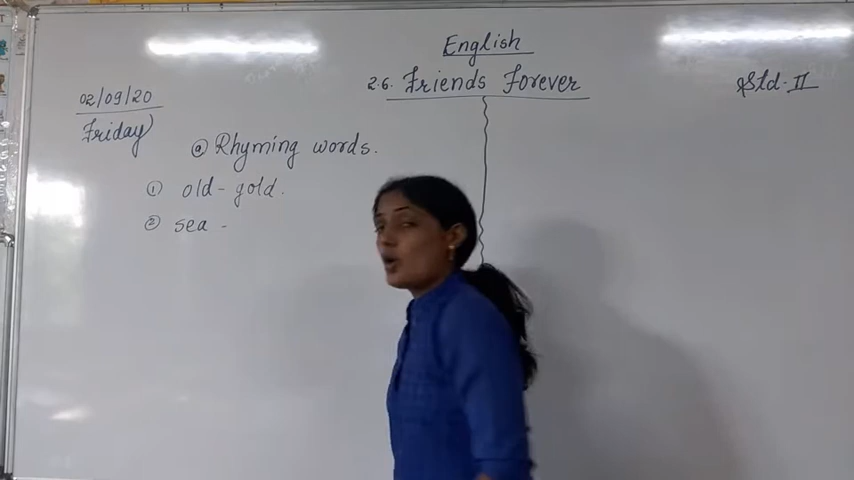 English
2.6. Friends Forever
Std - II
02/09/20
Friday
ⓐ Rhyming words.
① old - gold.
② sea -